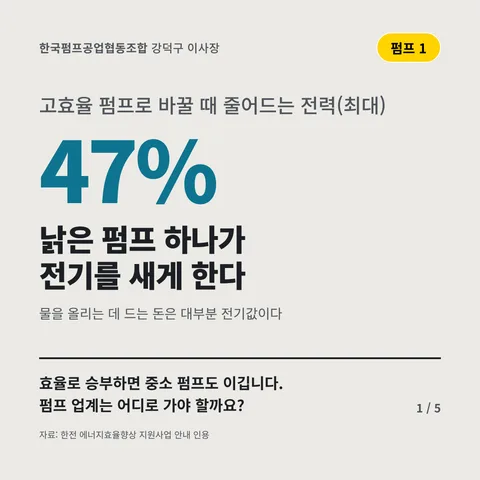 한국펌프공업협동조합 강덕구 이사장
펌프 1
고효율 펌프로 바꿀 때 줄어드는 전력(최대)
47%
낡은 펌프 하나가
전기를 새게 한다
물을 올리는 데 드는 돈은 대부분 전기값이다
효율로 승부하면 중소 펌프도 이깁니다.
펌프 업계는 어디로 가야 할까요?
1 / 5
자료: 한전 에너지효율향상 지원사업 안내 인용